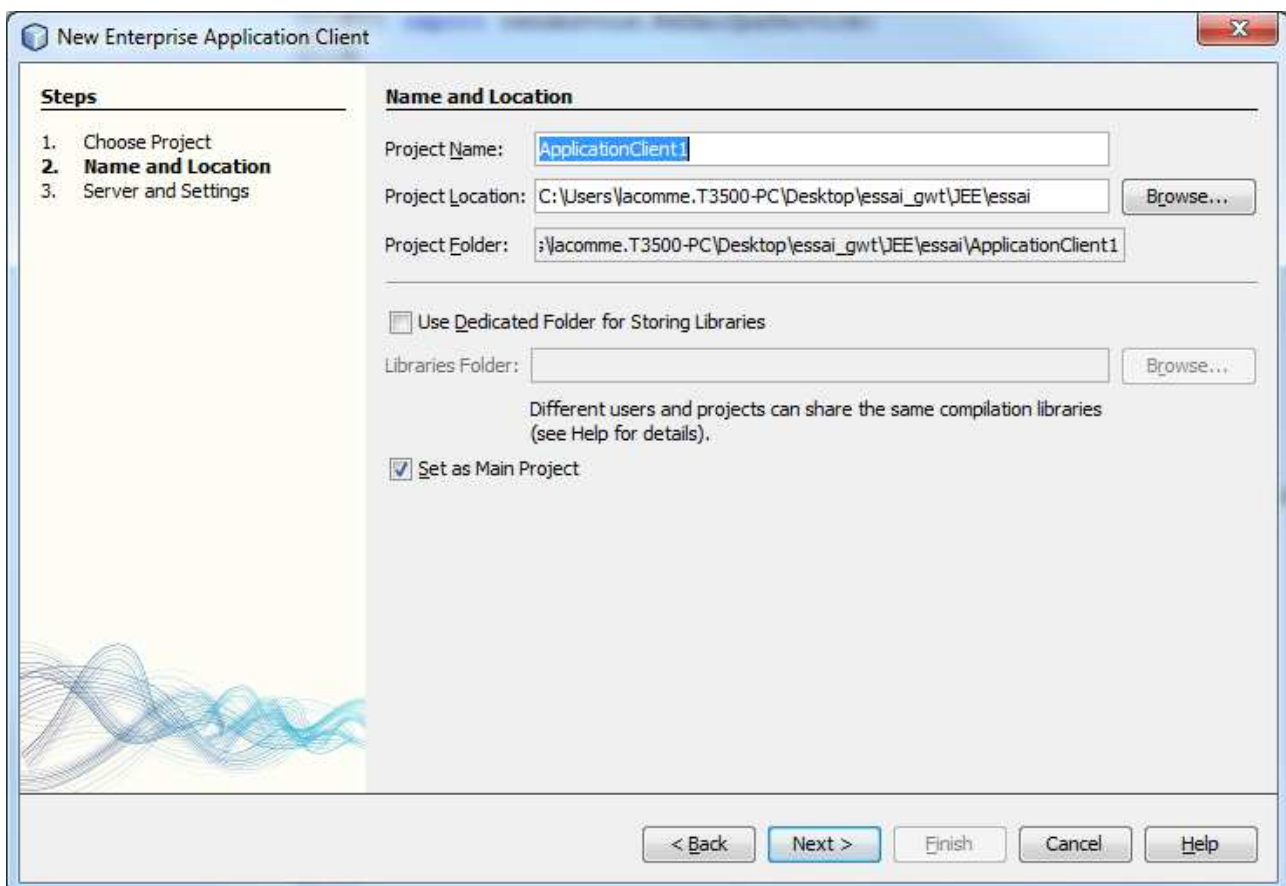 New Enterprise Application Client
Steps
1. Choose Project
2. Name and Location
3. Server and Settings
Name and Location
Project Name: ApplicationClient1
Project Location: C:\Users\lacomme.T3500-PC\Desktop\essai_gwt\JEE\essai Browse...
Project Folder: ;\lacomme.T3500-PC\Desktop\essai_gwt\JEE\essai\ApplicationClient1
Use Dedicated Folder for Storing Libraries
Libraries Folder: Browse...
Different users and projects can share the same compilation libraries
(see Help for details).
Set as Main Project
< Back Next > Finish Cancel Help